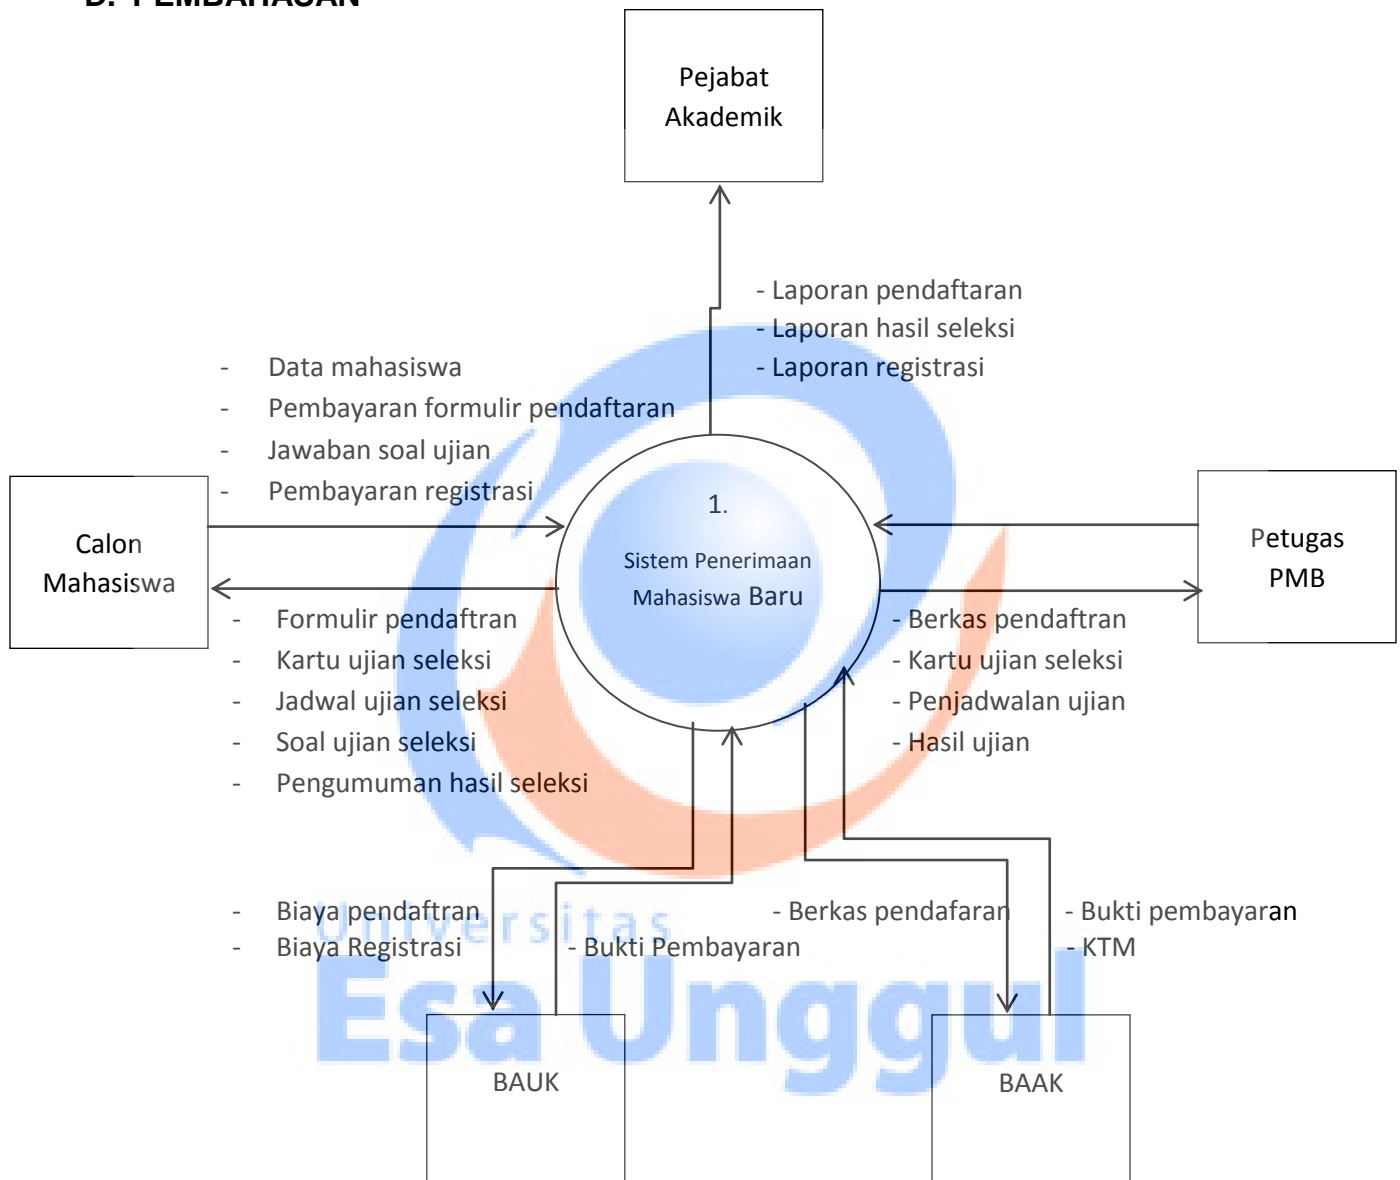 D. PEMBAHASAN
Pejabat
Akademik
- Laporan pendaftaran
- Laporan hasil seleksi
- Laporan registrasi
- Data mahasiswa
- Pembayaran formulir pendaftaran
- Jawaban soal ujian
- Pembayaran registrasi
Calon
Mahasiswa
1.
Sistem Penerimaan
Mahasiswa Baru
Petugas
PMB
- Formulir pendaftran
- Kartu ujian seleksi
- Jadwal ujian seleksi
- Soal ujian seleksi
- Pengumuman hasil seleksi
- Berkas pendaftran
- Kartu ujian seleksi
- Penjadwalan ujian
- Hasil ujian
- Biaya pendaftran
- Biaya Registrasi
- Bukti Pembayaran
- Berkas pendafaran
- Bukti pembayaran
- KTM
Universitas
Esa Unggul
BAUK
BAAK